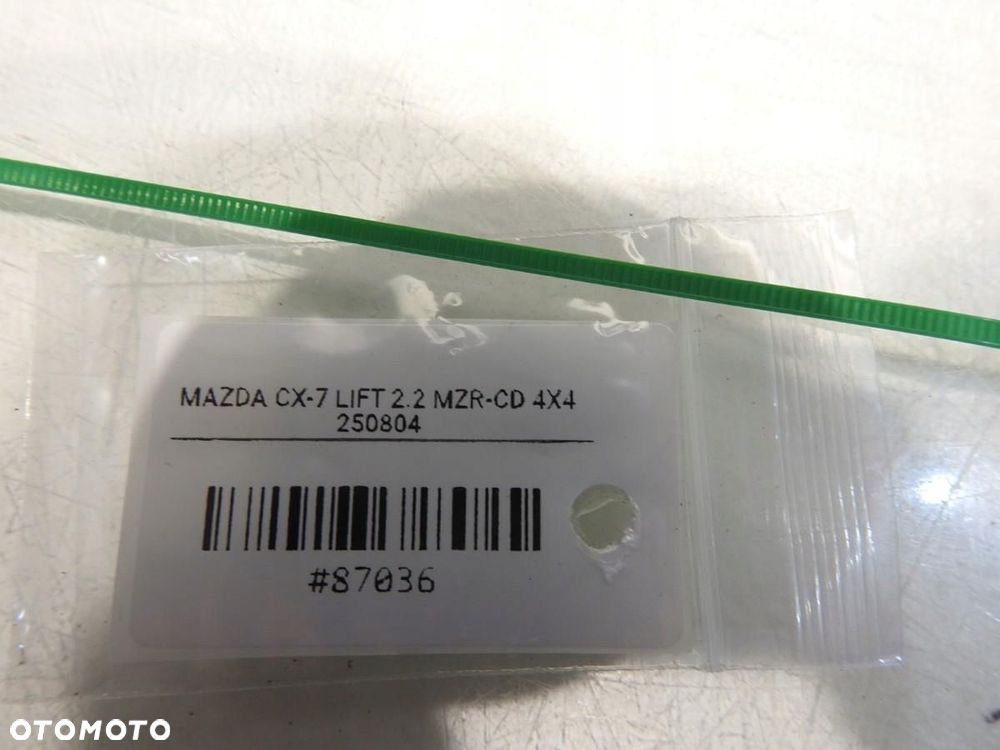 MAZDA CX-7 LIFT 2.2 MZR-CD 4X4
250804
#87036
OTOMOTO